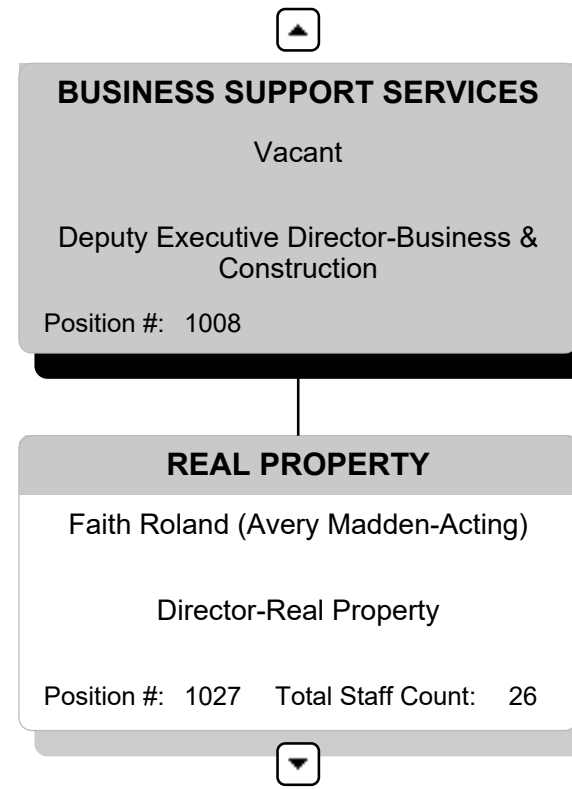 BUSINESS SUPPORT SERVICES
Vacant
Deputy Executive Director-Business &
Construction
Position #: 1008
REAL PROPERTY
Faith Roland (Avery Madden-Acting)
Director-Real Property
Position #: 1027 Total Staff Count: 26